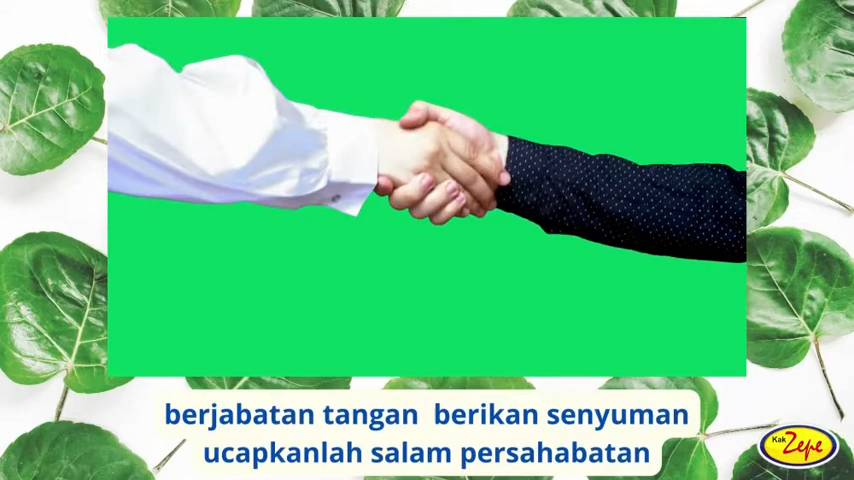 berjabatan tangan berikan senyuman
ucapkanlah salam persahabatan
Kak
Zepe